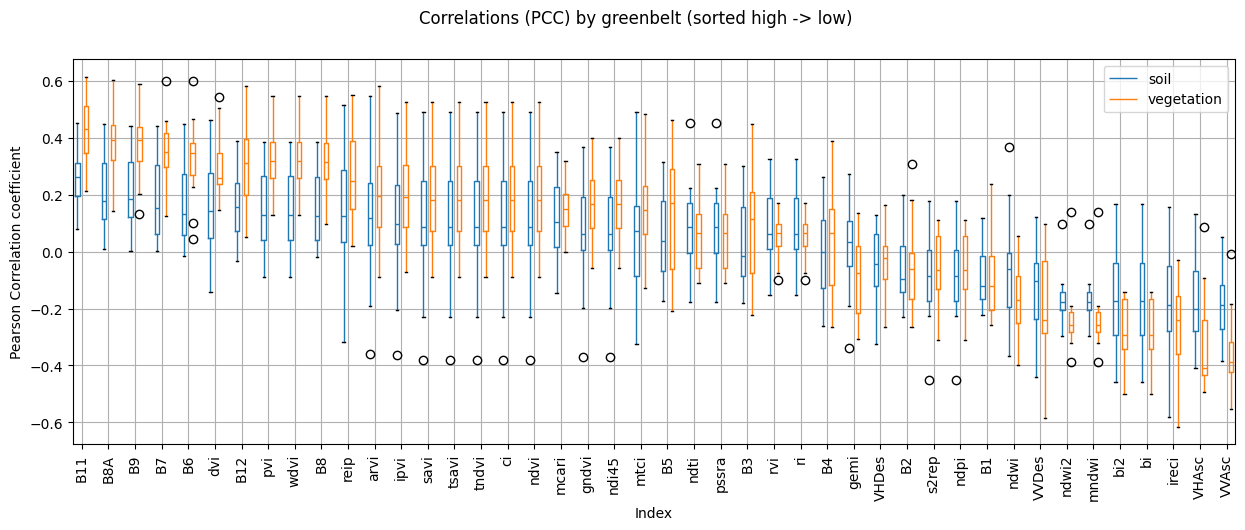 Correlations (PCC) by greenbelt (sorted high -> low)
soil
vegetation
Pearson Correlation coefficient
0.6
0.4
0.2
0.0
−0.2
−0.4
−0.6
B11
B8A
B9
B7
B6
dvi
B12
pvi
wdvi
B8
reip
arvi
ipvi
savi
tsavi
tndvi
ci
ndvi
mcari
gndvi
ndi45
mtci
B5
ndti
pssra
B3
rvi
ri
B4
gemi
VHDes
B2
s2rep
ndpi
B1
ndwi
VVDes
ndwi2
mndwi
bi2
bi
ireci
VHAsc
VVAsc
Index